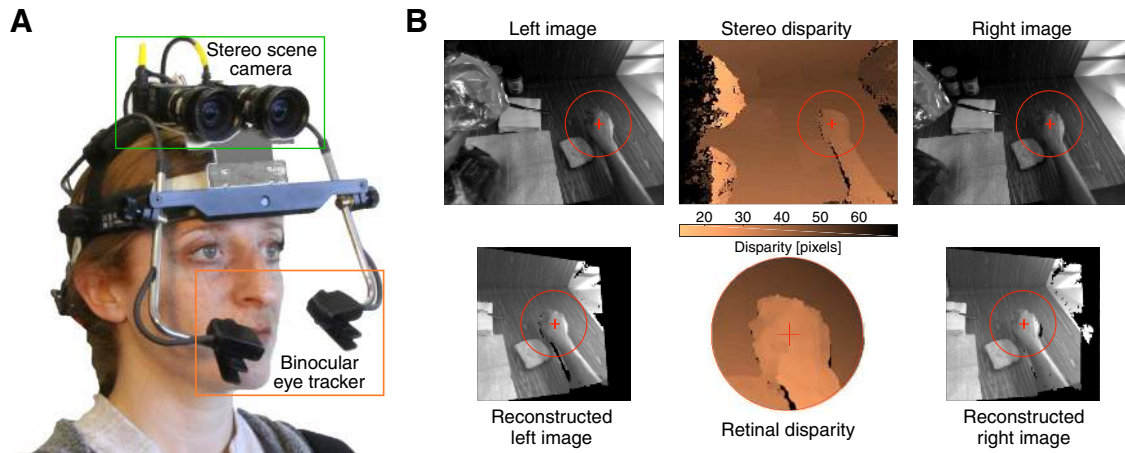 A
Stereo scene
camera
Binocular
eye tracker
B
Left image
Stereo disparity
Right image
20 30 40 50 60
Disparity [pixels]
Reconstructed
left image
Retinal disparity
Reconstructed
right image